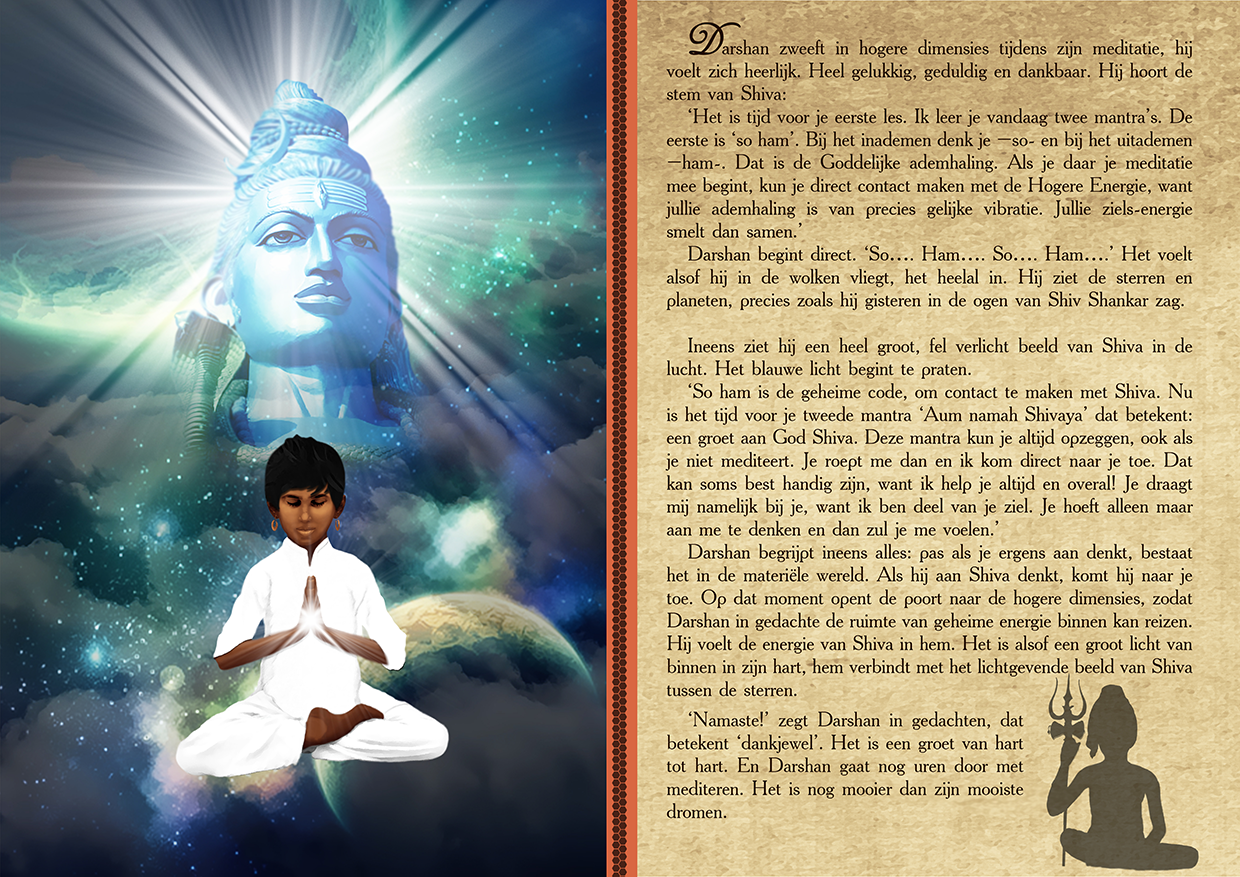 Darshan zweeft in hogere dimensies tijdens zijn meditatie, hij
voelt zich heerlijk. Heel gelukkig, geduldig en dankbaar. Hij hoort de
stem van Shiva:
‘Het is tijd voor je eerste les. Ik leer je vandaag twee mantra’s. De
eerste is ‘so ham’. Bij het inademen denk je —so- en bij het uitademen
—ham-. Dat is de Goddelijke ademhaling. Als je daar je meditatie
mee begint, kun je direct contact maken met de Hogere Energie, want
jullie ademhaling is van precies gelijke vibratie. Jullie ziels-energie
smelt dan samen.’
Darshan begint direct. ‘So…. Ham…. So…. Ham….’ Het voelt
alsof hij in de wolken vliegt, het heelal in. Hij ziet de sterren en
planeten, precies zoals hij gisteren in de ogen van Shiv Shankar zag.
Ineens ziet hij een heel groot, fel verlicht beeld van Shiva in de
lucht. Het blauwe licht begint te praten.
‘So ham is de geheime code, om contact te maken met Shiva. Nu
is het tijd voor je tweede mantra ‘Aum namah Shivaya’ dat betekent:
een groet aan God Shiva. Deze mantra kun je altijd opzeggen, ook als
je niet mediteert. Je roept me dan en ik kom direct naar je toe. Dat
kan soms best handig zijn, want ik help je altijd en overal! Je draagt
mij namelijk bij je, want ik ben deel van je ziel. Je hoeft alleen maar
aan me te denken en dan zul je me voelen.’
Darshan begrijpt ineens alles: pas als je ergens aan denkt, bestaat
het in de materiële wereld. Als hij aan Shiva denkt, komt hij naar je
toe. Op dat moment opent de poort naar de hogere dimensies, zodat
Darshan in gedachte de ruimte van geheime energie binnen kan reizen.
Hij voelt de energie van Shiva in hem. Het is alsof een groot licht van
binnen in zijn hart, hem verbindt met het lichtgevende beeld van Shiva
tussen de sterren.
‘Namaste!’ zegt Darshan in gedachten, dat
betekent ‘dankjewel’. Het is een groet van hart
tot hart. En Darshan gaat nog uren door met
mediteren. Het is nog mooier dan zijn mooiste
dromen.